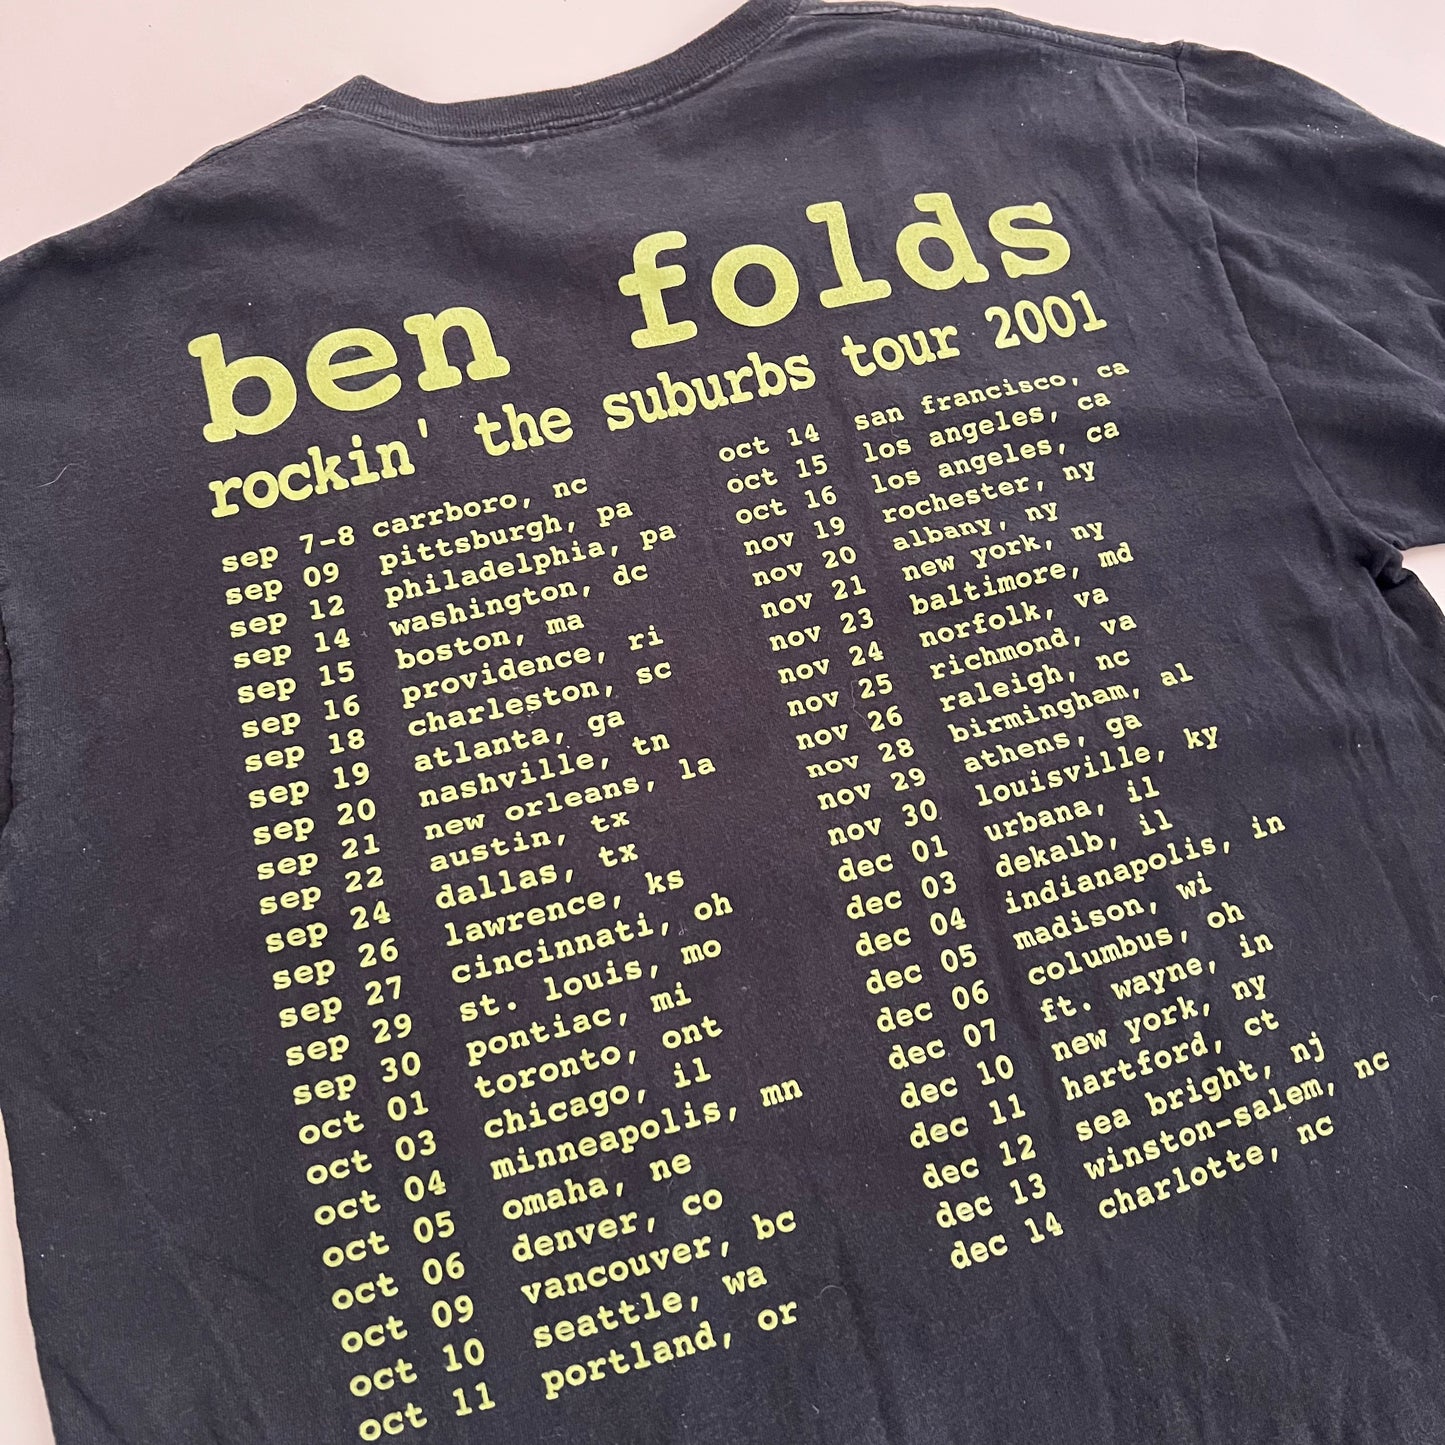 ben folds
rockin' the suburbs tour 2001
sep 7-8 carrboro, nc
sep 09 pittsburgh, pa
sep 12 philadelphia, pa
sep 14 washington, dc
sep 15 boston, ma
sep 16 providence, ri
sep 18 charleston, sc
sep 19 atlanta, ga
sep 20 nashville, tn
sep 21 new orleans, la
sep 22 austin, tx
sep 24 dallas, tx
sep 26 lawrence, ks
sep 27 cincinnati, oh
sep 29 st. louis, mo
sep 30 pontiac, mi
oct 01 toronto, ont
oct 03 chicago, il
oct 04 minneapolis, mn
oct 05 omaha, ne
oct 06 denver, co
oct 09 vancouver, bc
oct 10 seattle, wa
oct 11 portland, or
oct 14 san francisco, ca
oct 15 los angeles, ca
oct 16 los angeles, ca
nov 19 rochester, ny
nov 20 albany, ny
nov 21 new york, ny
nov 23 baltimore, md
nov 24 norfolk, va
nov 25 richmond, va
nov 26 raleigh, nc
nov 28 birmingham, al
nov 29 athens, ga
nov 30 louisville, ky
dec 01 urbana, il
dec 03 dekalb, il
dec 04 indianapolis, in
dec 05 madison, wi
dec 06 columbus, oh
dec 07 ft. wayne, in
dec 10 new york, ny
dec 11 hartford, ct
dec 12 sea bright, nj
dec 13 winston-salem, nc
dec 14 charlotte, nc